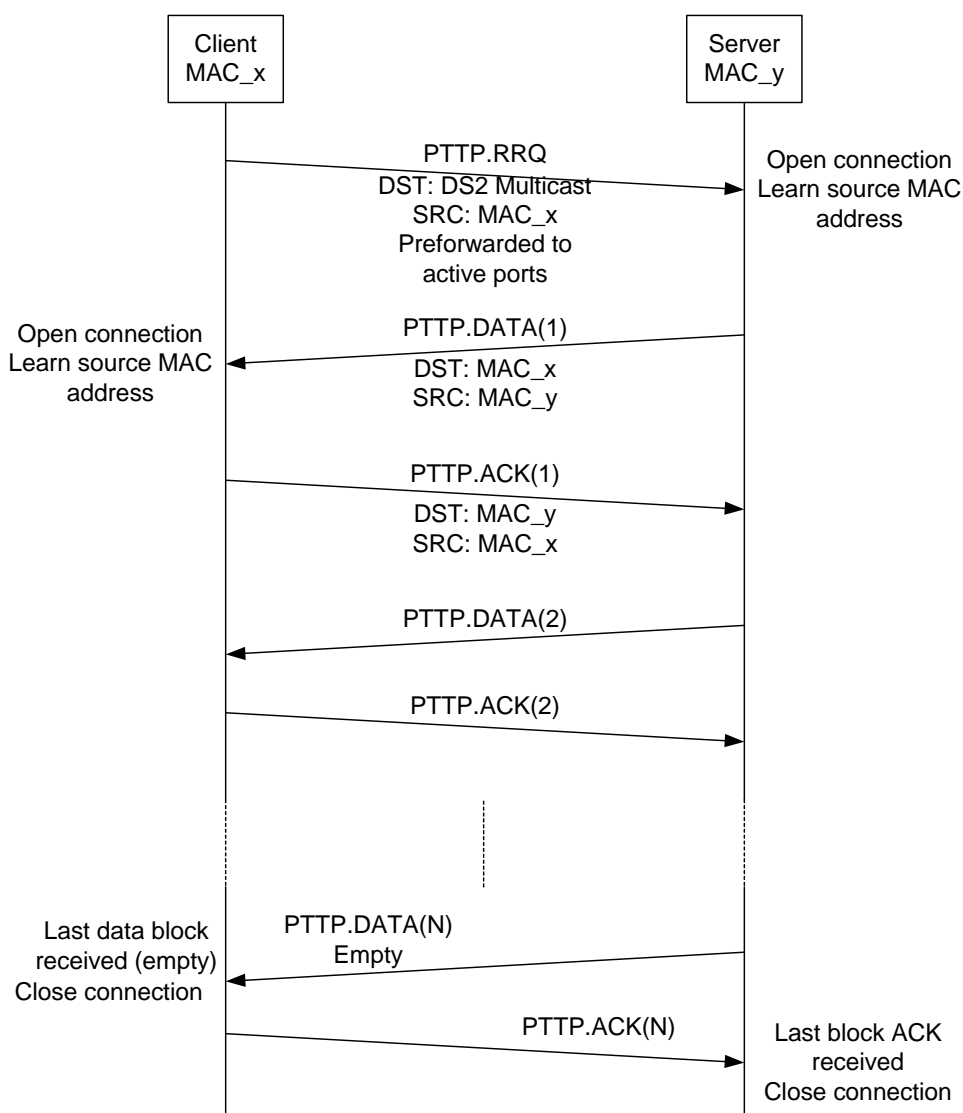 Client
MAC_x
Server
MAC_y
PTTP.RRQ
DST: DS2 Multicast
SRC: MAC_x
Preforwarded to
active ports
Open connection
Learn source MAC
address
Open connection
Learn source MAC
address
PTTP.DATA(1)
DST: MAC_x
SRC: MAC_y
PTTP.ACK(1)
DST: MAC_y
SRC: MAC_x
PTTP.DATA(2)
PTTP.ACK(2)
Last data block
received (empty)
Close connection
PTTP.DATA(N)
Empty
PTTP.ACK(N)
Last block ACK
received
Close connection